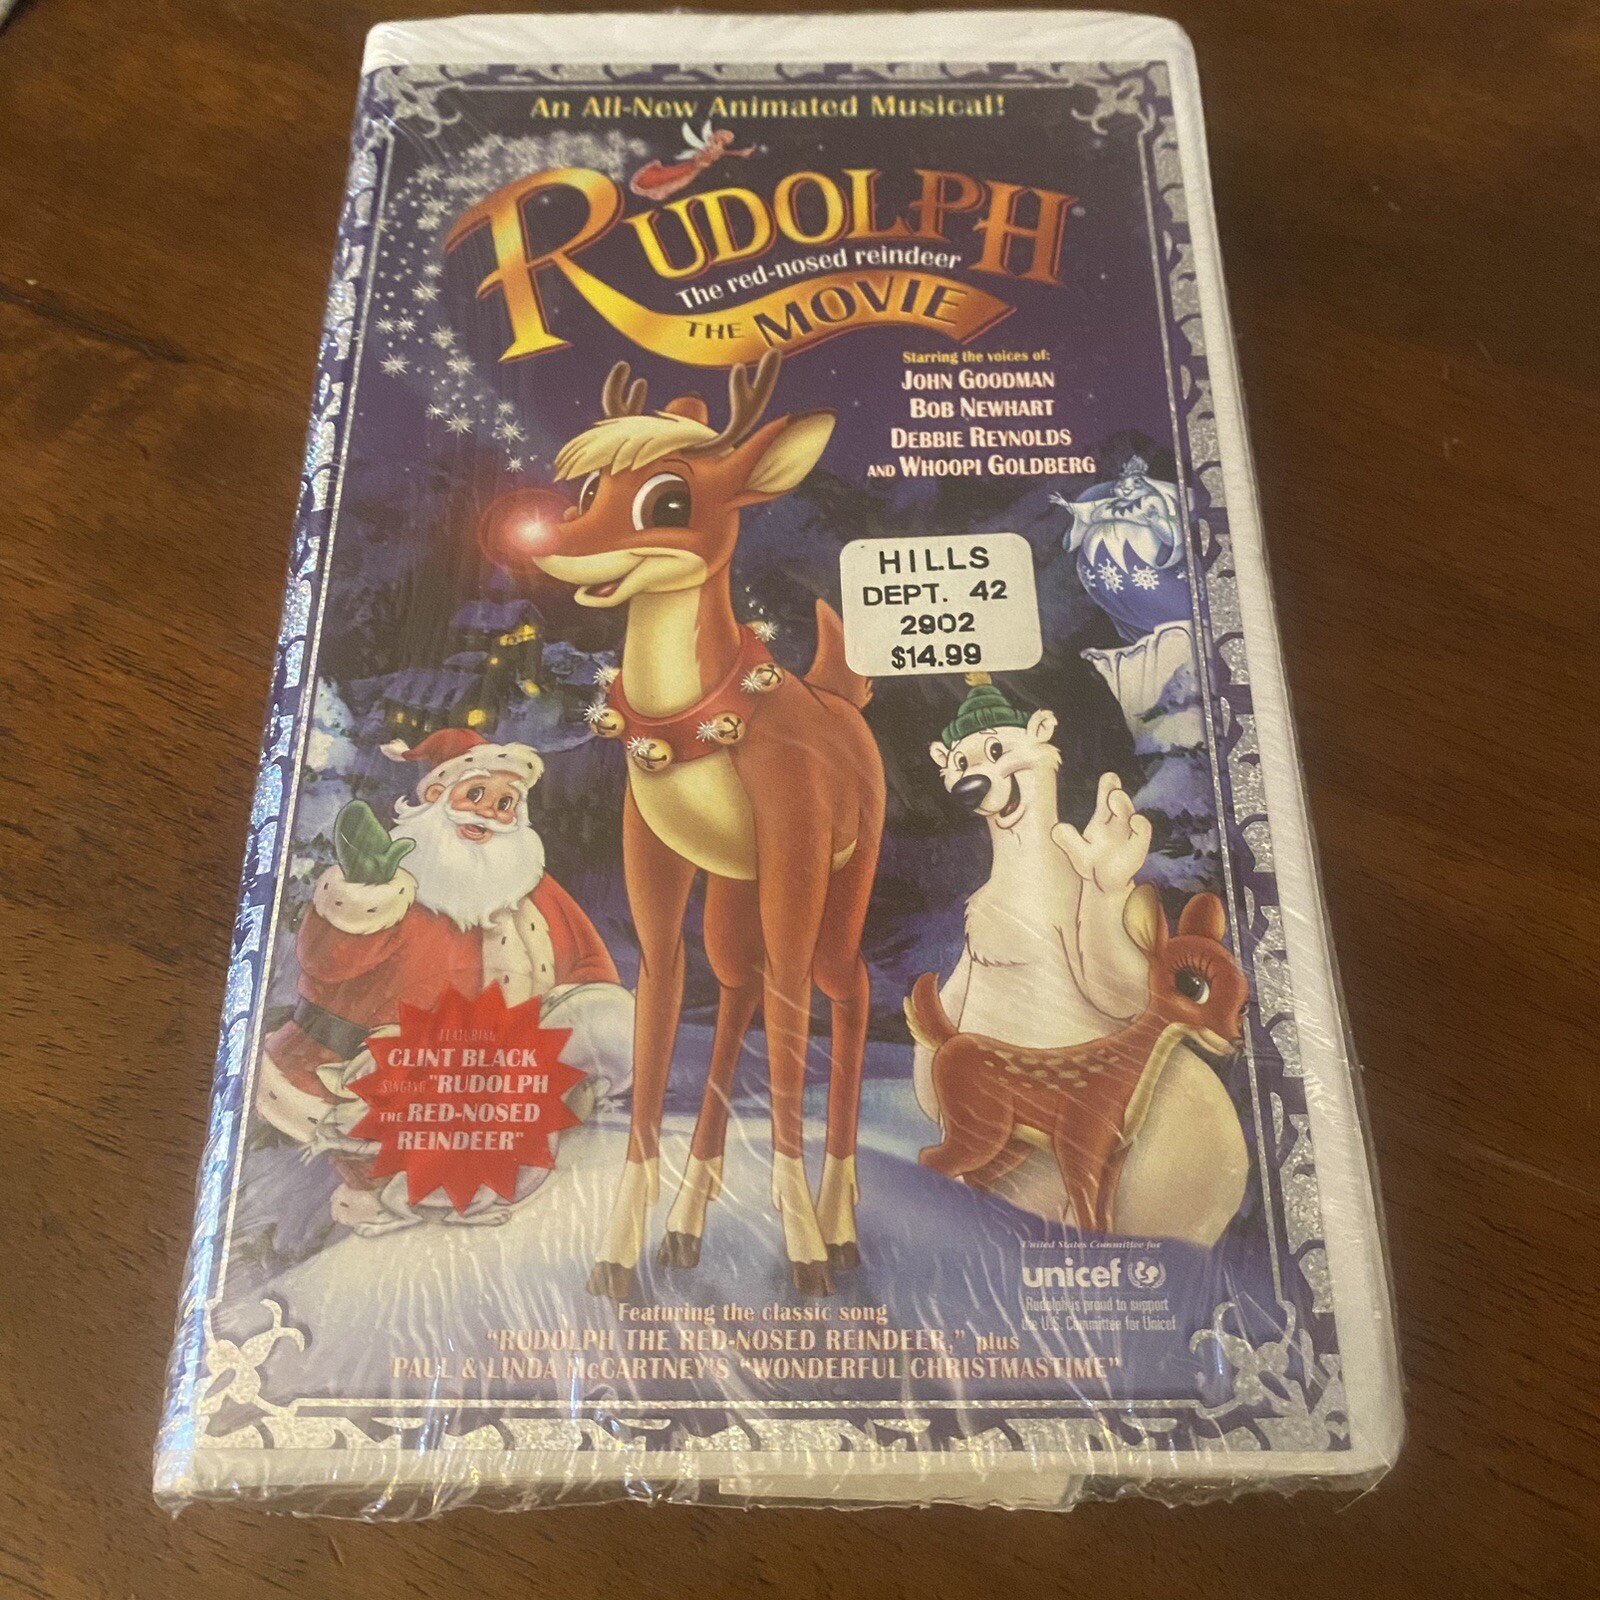 An All-New Animated Musical!
RUDOLPH
The red-nosed reindeer
THE MOVIE
Starring the voices of:
JOHN GOODMAN
BOB NEWHART
DEBBIE REYNOLDS
AND WHOOPI GOLDBERG
HILLS
DEPT. 42
2902
$14.99
FEATURING
CLINT BLACK
SINGING "RUDOLPH
THE RED-NOSED
REINDEER"
United States Committee for
unicef
Rudolph is proud to support
the U.S. Committee for Unicef
Featuring the classic song
"RUDOLPH THE RED-NOSED REINDEER," plus
PAUL & LINDA McCARTNEY'S "WONDERFUL CHRISTMASTIME"